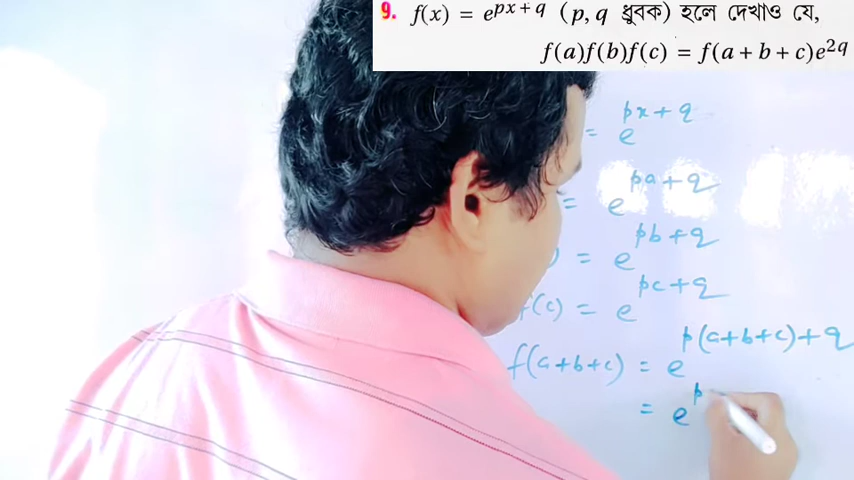 9. f(x) = e^{px+q} (p, q ধ্রুবক) হলে দেখাও যে,
f(a)f(b)f(c) = f(a + b + c)e^{2q}
= e^{px+q}
= e^{pa+q}
) = e^{pb+q}
f(c) = e^{pc+q}
f(a+b+c) = e^{p(a+b+c)+q}
= e^{p